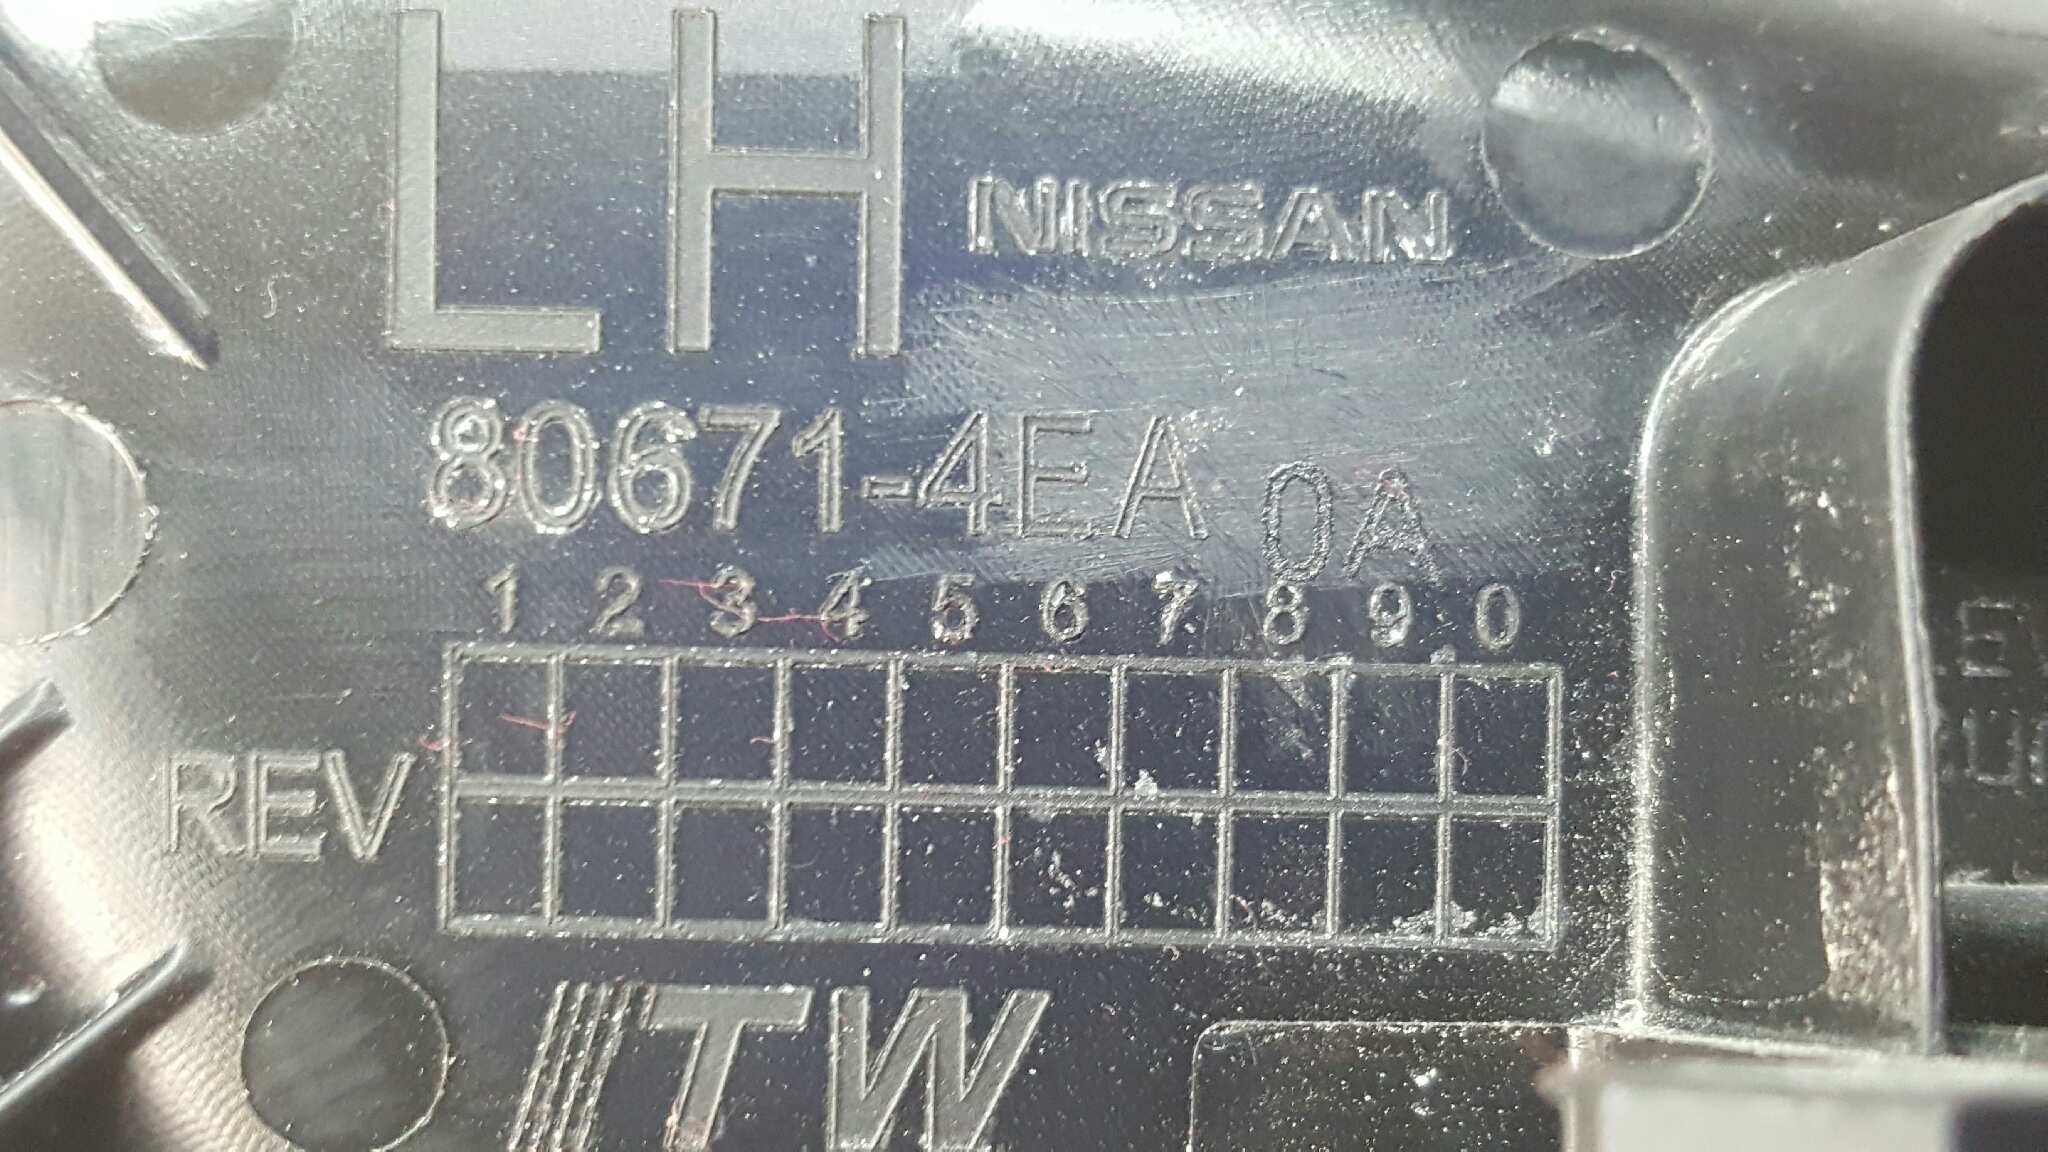 LH NISSAN
80671-4EA 0A
1 2 3 4 5 6 7 8 9 0
REV
ITW